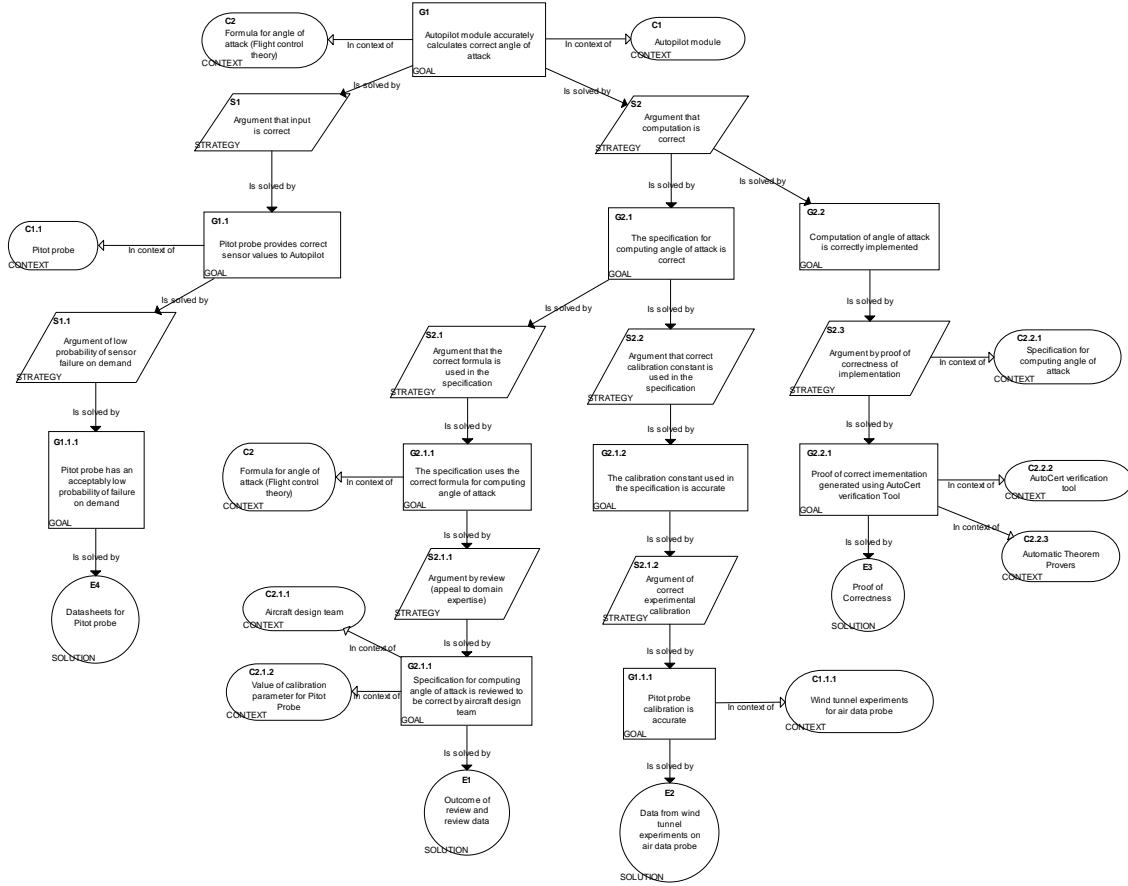 G1
Autopilot module accurately
calculates correct angle of
attack
GOAL
C2
Formula for angle of
attack (Flight control
theory)
CONTEXT
In context of
C1
Autopilot module
CONTEXT
In context of
Is solved by
Is solved by
S1
Argument that input
is correct
STRATEGY
S2
Argument that
computation is
correct
STRATEGY
Is solved by
Is solved by
Is solved by
C1.1
Pitot probe
CONTEXT
In context of
G1.1
Pitot probe provides correct
sensor values to Autopilot
GOAL
G2.1
The specification for
computing angle of attack is
correct
GOAL
G2.2
Computation of angle of attack
is correctly implemented
GOAL
Is solved by
Is solved by
Is solved by
Is solved by
S1.1
Argument of low
probability of sensor
failure on demand
STRATEGY
S2.1
Argument that the
correct formula is
used in the
specification
STRATEGY
S2.2
Argument that correct
calibration constant
is used in the
specification
STRATEGY
S2.3
Argument by proof of
correctness of
implementation
STRATEGY
In context of
C2.2.1
Specification for
computing angle of
attack
CONTEXT
Is solved by
Is solved by
Is solved by
Is solved by
G1.1.1
Pitot probe has an
acceptably low
probability of failure
on demand
GOAL
C2
Formula for angle of
attack (Flight control
theory)
CONTEXT
In context of
G2.1.1
The specification uses the
correct formula for computing
angle of attack
GOAL
G2.1.2
The calibration constant used
in the specification is accurate
GOAL
G2.2.1
Proof of correct imementation
generated using AutoCert
verification Tool
GOAL
In context of
C2.2.2
AutoCert verification
tool
CONTEXT
In context of
C2.2.3
Automatic Theorem
Provers
CONTEXT
Is solved by
Is solved by
Is solved by
Is solved by
E4
Datasheets for
Pitot probe
SOLUTION
S2.1.1
Argument by review
(appeal to domain
expertise)
STRATEGY
S2.1.2
Argument of
correct
experimental
calibration
STRATEGY
E3
Proof of
Correctness
SOLUTION
C2.1.1
Aircraft design team
CONTEXT
In context of
Is solved by
Is solved by
C2.1.2
Value of calibration
parameter for Pitot
Probe
CONTEXT
In context of
G2.1.1
Specification for computing
angle of attack is reviewed to
be correct by aircraft design
team
GOAL
G1.1.1
Pitot probe
calibration is
accurate
GOAL
In context of
C1.1.1
Wind tunnel experiments
for air data probe
CONTEXT
Is solved by
Is solved by
E1
Outcome of
review and
review data
SOLUTION
E2
Data from wind
tunnel
experiments on
air data probe
SOLUTION